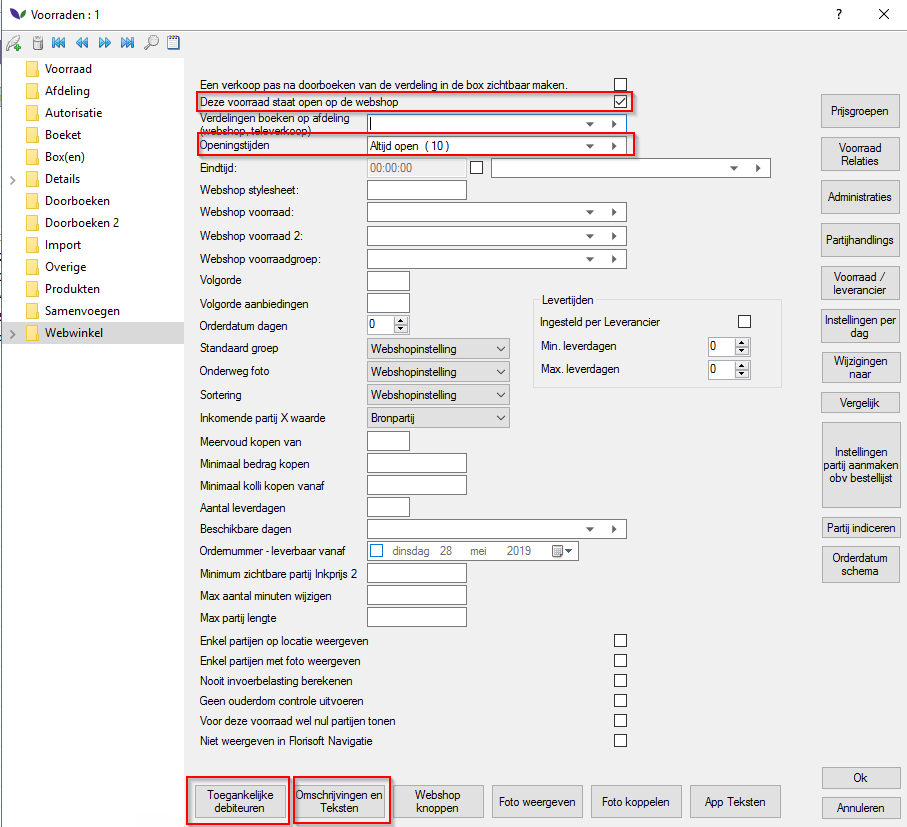 Voorraden : 1
?
Voorraad
Afdeling
Autorisatie
Boeket
Box(en)
Details
Doorboeken
Doorboeken 2
Import
Overige
Produkten
Samenvoegen
Webwinkel
Een verkoop pas na doorboeken van de verdeling in de box zichtbaar maken.
Deze voorraad staat open op de webshop
Verdelingen boeken op afdeling
(webshop, televerkoop)
Openingstijden Altijd open ( 10 )
Eindtijd: 00:00:00
Webshop stylesheet:
Webshop voorraad:
Webshop voorraad 2:
Webshop voorraadgroep:
Volgorde
Volgorde aanbiedingen
Orderdatum dagen 0
Standaard groep Webshopinstelling
Onderweg foto Webshopinstelling
Sortering Webshopinstelling
Inkomende partij X waarde Bronpartij
Meervoud kopen van
Minimaal bedrag kopen
Minimaal kolli kopen vanaf
Aantal leverdagen
Beschikbare dagen
Ordernummer - leverbaar vanaf dinsdag 28 mei 2019
Minimum zichtbare partij Inkprijs 2
Max aantal minuten wijzigen
Max partij lengte
Enkel partijen op locatie weergeven
Enkel partijen met foto weergeven
Nooit invoerbelasting berekenen
Geen ouderdom controle uitvoeren
Voor deze voorraad wel nul partijen tonen
Niet weergeven in Florisoft Navigatie
Levertijden
Ingesteld per Leverancier
Min. leverdagen 0
Max. leverdagen 0
Prijsgroepen
Voorraad
Relaties
Administraties
Partijhandlings
Voorraad /
leverancier
Instellingen per
dag
Wijzigingen
naar
Vergelijk
Instellingen
partij aanmaken
obv bestellijst
Partij indiceren
Orderdatum
schema
Toegankelijke
debiteuren
Omschrijvingen en
Teksten
Webshop
knoppen
Foto weergeven
Foto koppelen
App Teksten
Ok
Annuleren